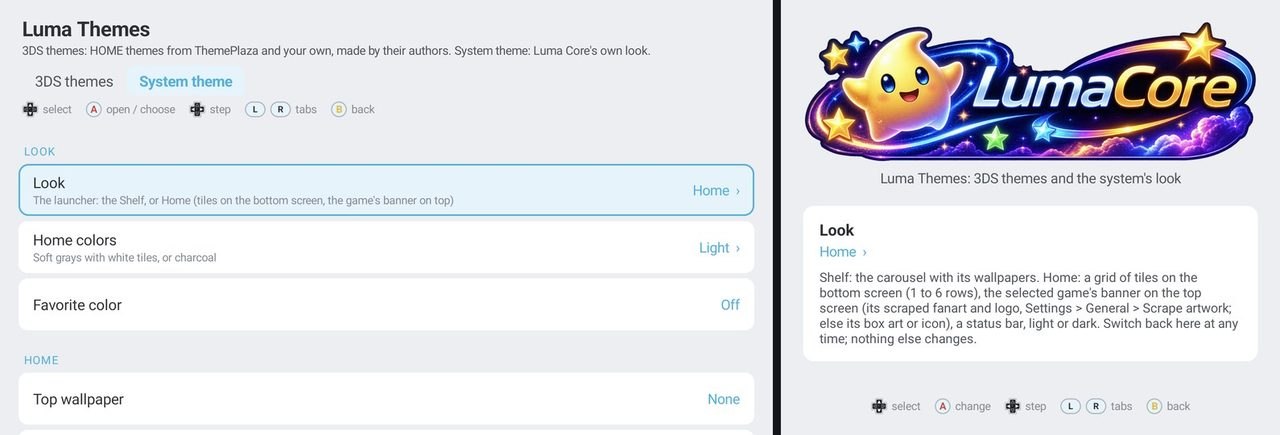 Luma Themes
3DS themes: HOME themes from ThemePlaza and your own, made by their authors. System theme: Luma Core's own look.
3DS themes System theme
select A open / choose step L R tabs B back
LOOK
Look
The launcher: the Shelf, or Home (tiles on the bottom screen, the game's banner on top)
Home ›
Home colors
Soft grays with white tiles, or charcoal
Light ›
Favorite color
Off
HOME
Top wallpaper
None
LumaCore
Luma Themes: 3DS themes and the system's look
Look
Home ›
Shelf: the carousel with its wallpapers. Home: a grid of tiles on the
bottom screen (1 to 6 rows), the selected game's banner on the top
screen (its scraped fanart and logo, Settings > General > Scrape artwork;
else its box art or icon), a status bar, light or dark. Switch back here at any
time; nothing else changes.
select A change step L R tabs B back